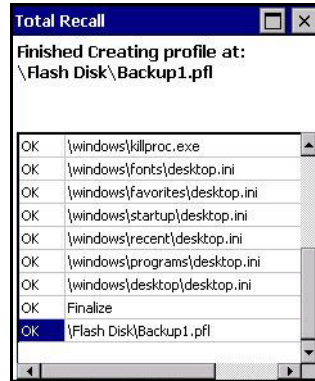 Total Recall
Finished Creating profile at:
\Flash Disk\Backup1.pfl
OK \windows\killproc.exe
OK \windows\fonts\desktop.ini
OK \windows\favorites\desktop.ini
OK \windows\startup\desktop.ini
OK \windows\recent\desktop.ini
OK \windows\programs\desktop.ini
OK \windows\desktop\desktop.ini
OK Finalize
OK \Flash Disk\Backup1.pfl